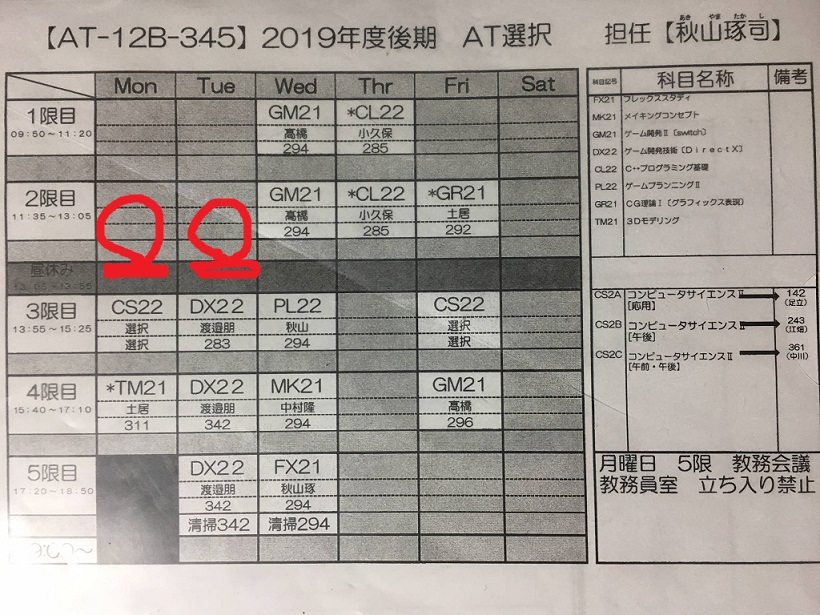 【AT-12B-345】2019年度後期 AT選択 担任【秋山琢司】
あき やま たか し
Mon Tue Wed Thr Fri Sat
1限目 GM21 *CL22
09:50～11:20 高橋 小久保
294 285
2限目 GM21 *CL22 *GR21
11:35～13:05 高橋 小久保 土居
294 285 292
昼休み
13:05～13:55
3限目 CS22 DX22 PL22 CS22
13:55～15:25 選択 渡邉朋 秋山 選択
選択 283 294 選択
4限目 *TM21 DX22 MK21 GM21
15:40～17:10 土居 渡邉朋 中村隆 高橋
311 342 294 296
5限目 DX22 FX21
17:20～18:50 渡邉朋 秋山琢
342 294
清掃342 清掃294
科目記号 科目名称 備考
FX21 フレックススタディ
MK21 メイキングコンセプト
GM21 ゲーム開発Ⅱ〔switch〕
DX22 ゲーム開発技術〔DirectX〕
CL22 C++プログラミング基礎
PL22 ゲームプランニングⅡ
GR21 CG理論Ⅰ〔グラフィックス表現〕
TM21 3Dモデリング
CS2A コンピュータサイエンスⅡ 142
[応用] (足立)
CS2B コンピュータサイエンスⅡ 243
[午後] (江畑)
CS2C コンピュータサイエンスⅡ 361
[午前・午後] (中川)
月曜日 5限 教務会議
教務員室 立ち入り禁止